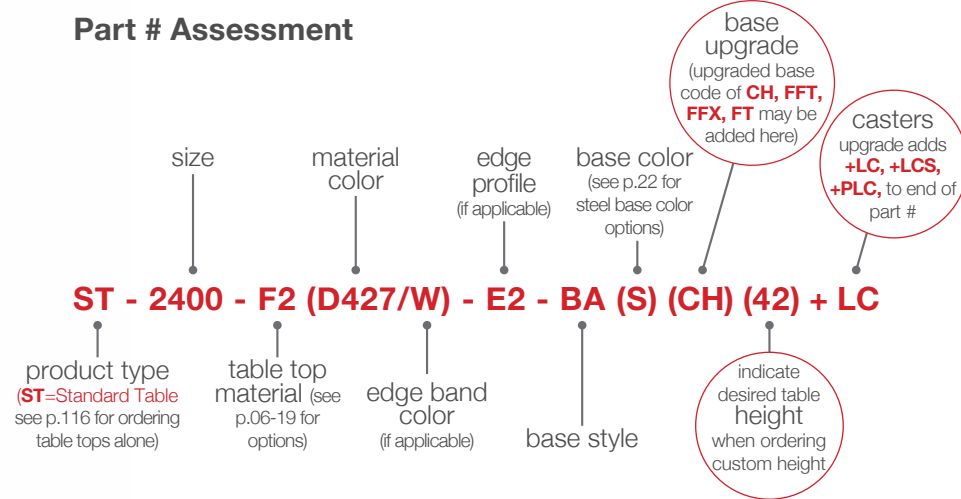 Part # Assessment
base
upgrade
(upgraded base
code of CH, FFT,
FFX, FT may be
added here)
casters
upgrade adds
+LC, +LCS,
+PLC, to end of
part #
size
material
color
edge
profile
(if applicable)
base color
(see p.22 for
steel base color
options)
ST - 2400 - F2 (D427/W) - E2 - BA (S) (CH) (42) + LC
product type
(ST=Standard Table
see p.116 for ordering
table tops alone)
table top
material (see
p.06-19 for
options)
edge band
color
(if applicable)
base style
indicate
desired table
height
when ordering
custom height